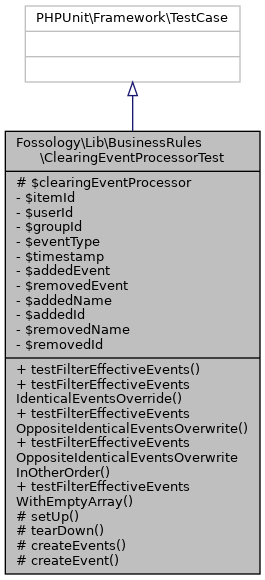 PHPUnit\Framework\TestCase
Fossology\Lib\BusinessRules
\ClearingEventProcessorTest
# $clearingEventProcessor
- $itemId
- $userId
- $groupId
- $eventType
- $timestamp
- $addedEvent
- $removedEvent
- $addedName
- $addedId
- $removedName
- $removedId
+ testFilterEffectiveEvents()
+ testFilterEffectiveEvents
IdenticalEventsOverride()
+ testFilterEffectiveEvents
OppositeIdenticalEventsOverwrite()
+ testFilterEffectiveEvents
OppositeIdenticalEventsOverwrite
InOtherOrder()
+ testFilterEffectiveEvents
WithEmptyArray()
# setUp()
# tearDown()
# createEvents()
# createEvent()